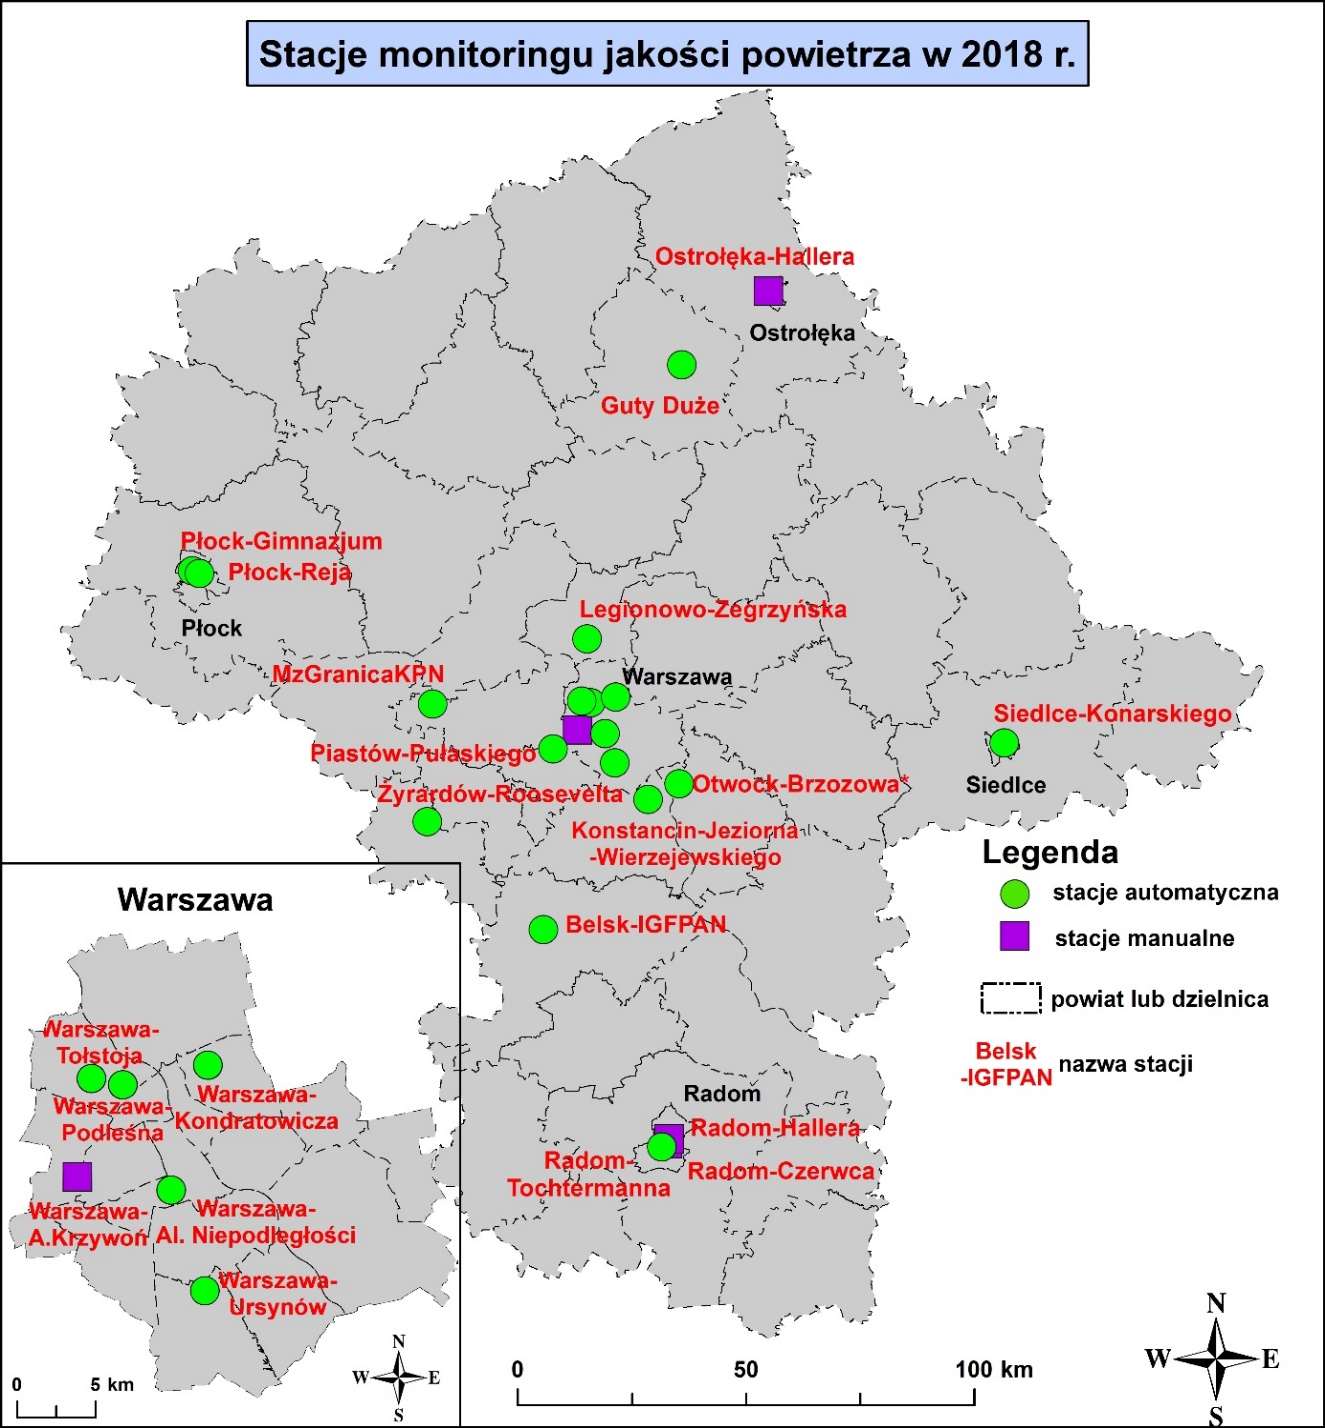 Stacje monitoringu jakości powietrza w 2018 r.
Ostrołęka-Hallera
Ostrołęka
Guty Duże
Płock-Gimnazjum
Płock-Reja
Płock
Legionowo-Zegrzyńska
MzGranicaKPN
Warszawa
Siedlce-Konarskiego
Piastów-Pułaskiego
Siedlce
Otwock-Brzozowa*
Żyrardów-Roosevelta
Konstancin-Jeziorna
-Wierzejewskiego
Belsk-IGFPAN
Radom
Radom-Hallera
Radom-
Tochtermanna
Radom-Czerwca
Legenda
stacje automatyczna
stacje manualne
powiat lub dzielnica
Belsk
-IGFPAN
nazwa stacji
Warszawa
Warszawa-
Tołstoja
Warszawa-
Podleśna
Warszawa-
Kondratowicza
Warszawa-
A.Krzywoń
Warszawa-
Al. Niepodległości
Warszawa-
Ursynów
N
W E
S
0 5 km
0 50 100 km
N
W E
S